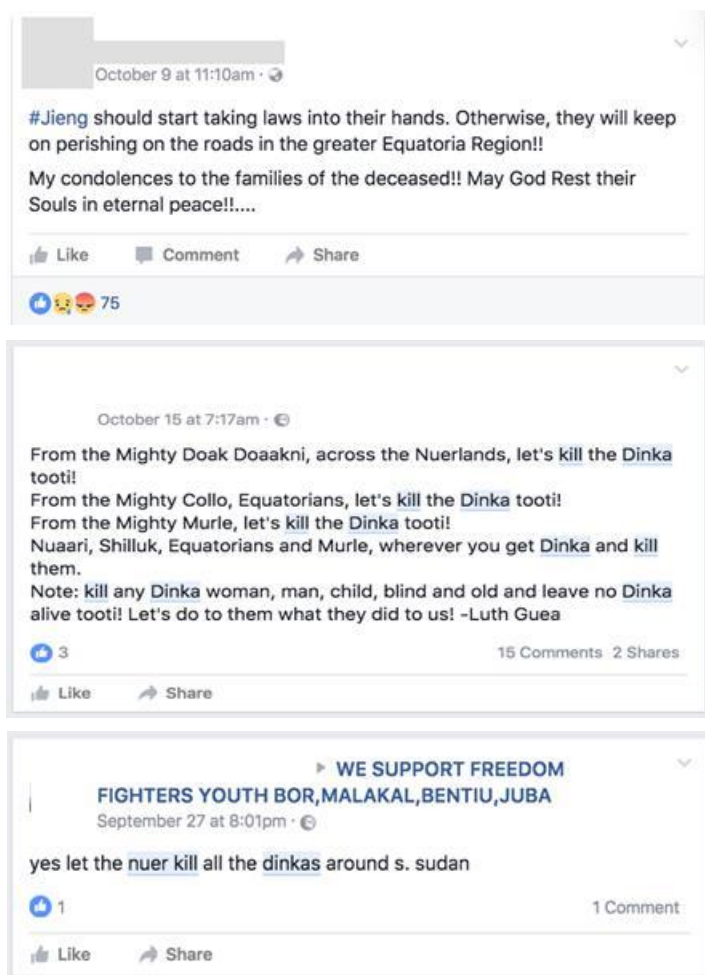 October 9 at 11:10am ·
#Jieng should start taking laws into their hands. Otherwise, they will keep
on perishing on the roads in the greater Equatoria Region!!
My condolences to the families of the deceased!! May God Rest their
Souls in eternal peace!!....
Like Comment Share
75
October 15 at 7:17am ·
From the Mighty Doak Doaakni, across the Nuerlands, let's kill the Dinka
tooti!
From the Mighty Collo, Equatorians, let's kill the Dinka tooti!
From the Mighty Murle, let's kill the Dinka tooti!
Nuaari, Shilluk, Equatorians and Murle, wherever you get Dinka and kill
them.
Note: kill any Dinka woman, man, child, blind and old and leave no Dinka
alive tooti! Let's do to them what they did to us! -Luth Guea
3 15 Comments 2 Shares
Like Share
WE SUPPORT FREEDOM
FIGHTERS YOUTH BOR,MALAKAL,BENTIU,JUBA
September 27 at 8:01pm ·
yes let the nuer kill all the dinkas around s. sudan
1 1 Comment
Like Share